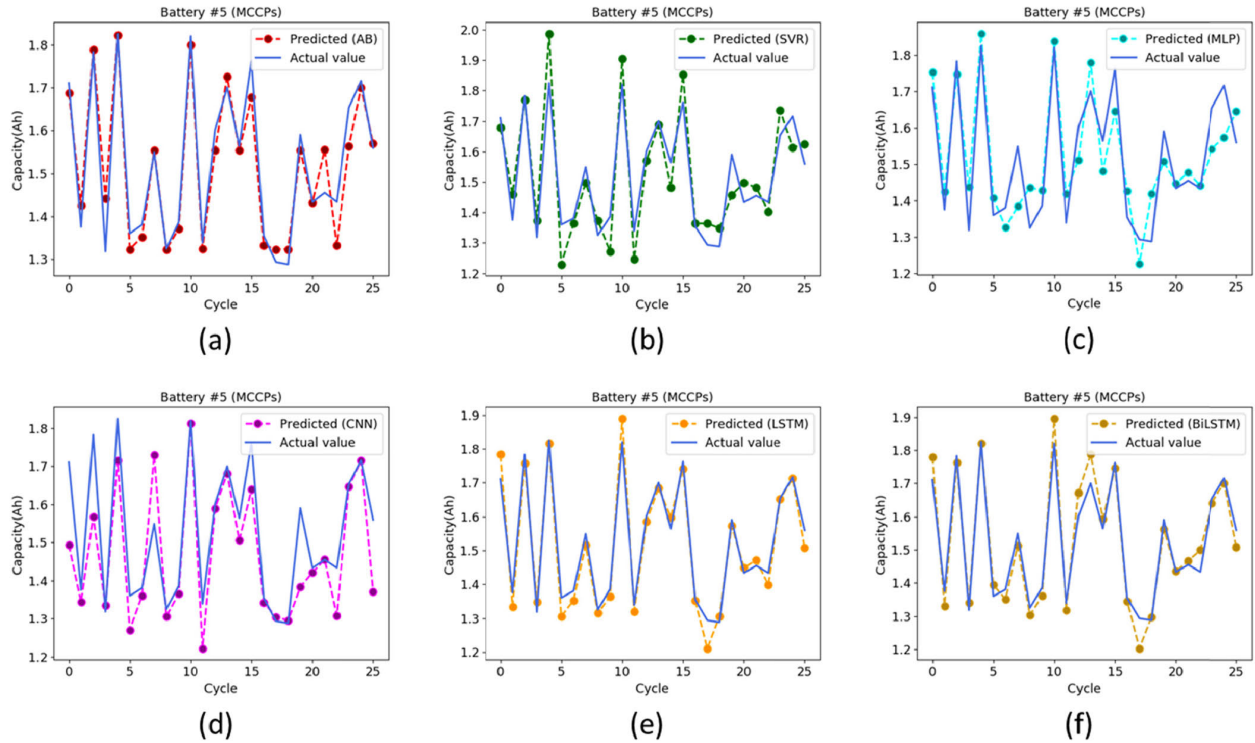 Battery #5 (MCCPs)
Predicted (AB)
Actual value
Capacity(Ah)
1.8
1.7
1.6
1.5
1.4
1.3
0 5 10 15 20 25
Cycle
(a)
Battery #5 (MCCPs)
Predicted (SVR)
Actual value
Capacity(Ah)
2.0
1.9
1.8
1.7
1.6
1.5
1.4
1.3
1.2
0 5 10 15 20 25
Cycle
(b)
Battery #5 (MCCPs)
Predicted (MLP)
Actual value
Capacity(Ah)
1.8
1.7
1.6
1.5
1.4
1.3
1.2
0 5 10 15 20 25
Cycle
(c)
Battery #5 (MCCPs)
Predicted (CNN)
Actual value
Capacity(Ah)
1.8
1.7
1.6
1.5
1.4
1.3
1.2
0 5 10 15 20 25
Cycle
(d)
Battery #5 (MCCPs)
Predicted (LSTM)
Actual value
Capacity(Ah)
1.9
1.8
1.7
1.6
1.5
1.4
1.3
1.2
0 5 10 15 20 25
Cycle
(e)
Battery #5 (MCCPs)
Predicted (BiLSTM)
Actual value
Capacity(Ah)
1.9
1.8
1.7
1.6
1.5
1.4
1.3
1.2
0 5 10 15 20 25
Cycle
(f)